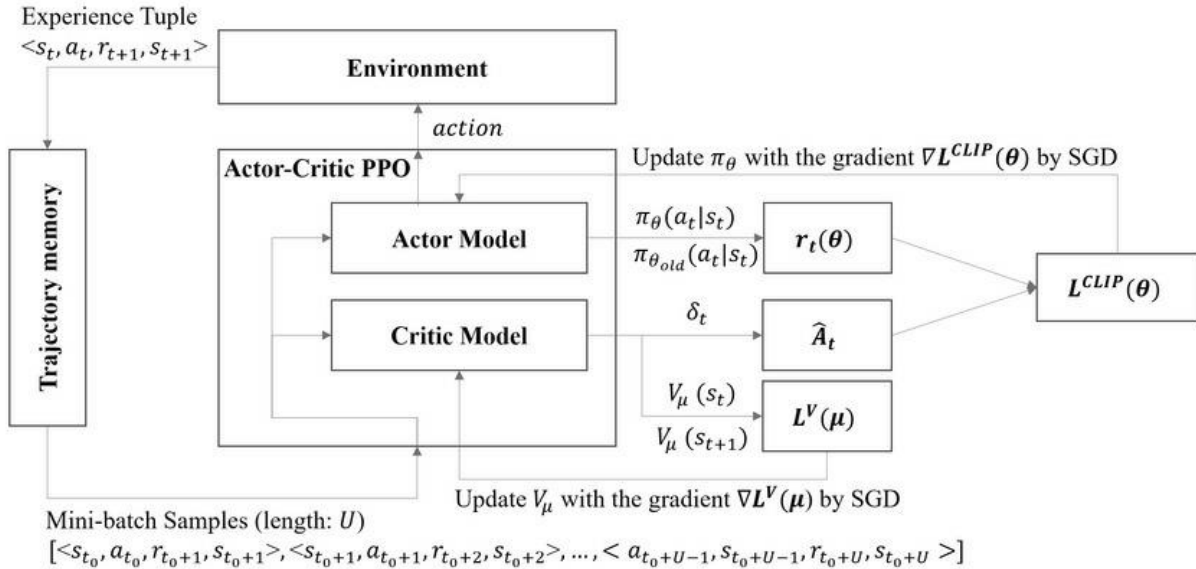 Experience Tuple
<s_t, a_t, r_{t+1}, s_{t+1}>
Environment
action
Actor-Critic PPO
Update π_θ with the gradient ∇L^{CLIP}(θ) by SGD
Trajectory memory
Actor Model
π_θ(a_t|s_t)
π_{θ_{old}}(a_t|s_t)
r_t(θ)
L^{CLIP}(θ)
Critic Model
δ_t
Â_t
V_μ(s_t)
V_μ(s_{t+1})
L^V(μ)
Update V_μ with the gradient ∇L^V(μ) by SGD
Mini-batch Samples (length: U)
[<s_{t_0}, a_{t_0}, r_{t_0+1}, s_{t_0+1}>, <s_{t_0+1}, a_{t_0+1}, r_{t_0+2}, s_{t_0+2}>, ..., < a_{t_0+U-1}, s_{t_0+U-1}, r_{t_0+U}, s_{t_0+U} >]